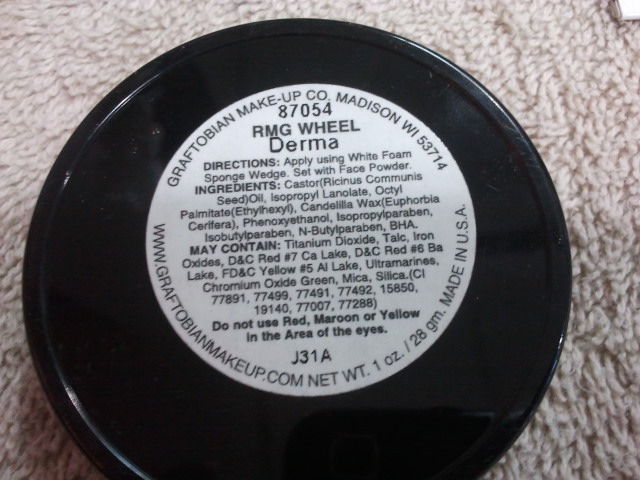 GRAFTOBIAN MAKE-UP CO. MADISON WI 53714
87054
RMG WHEEL
Derma
DIRECTIONS: Apply using White Foam
Sponge Wedge. Set with Face Powder.
INGREDIENTS: Castor(Ricinus Communis
Seed)Oil, Isopropyl Lanolate, Octyl
Palmitate(Ethylhexyl), Candelilla Wax(Euphorbia
Cerifera), Phenoxyethanol, Isopropylparaben,
Isobutylparaben, N-Butylparaben, BHA.
MAY CONTAIN: Titanium Dioxide, Talc, Iron
Oxides, D&C Red #7 Ca Lake, D&C Red #6 Ba
Lake, FD&C Yellow #5 Al Lake, Ultramarines,
Chromium Oxide Green, Mica, Silica.(CI
77891, 77499, 77491, 77492, 15850,
19140, 77007, 77288)
Do not use Red, Maroon or Yellow
in the Area of the eyes.
J31A
WWW.GRAFTOBIANMAKEUP.COM NET WT. 1 oz. / 28 gm. MADE IN U.S.A.